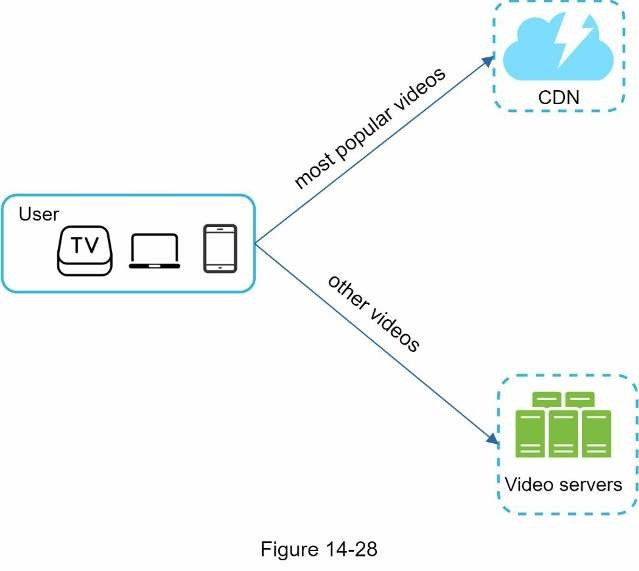 CDN
most popular videos
User
TV
other videos
Video servers
Figure 14-28